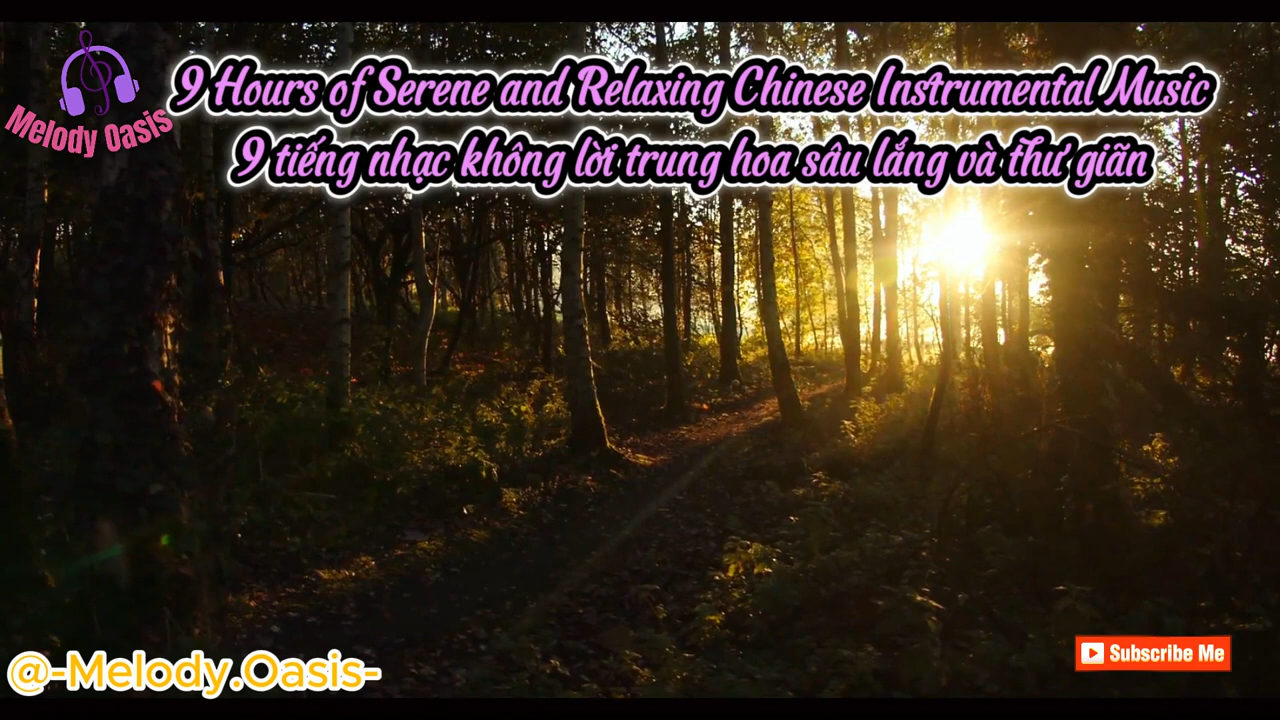 Melody Oasis
9 Hours of Serene and Relaxing Chinese Instrumental Music
9 tiếng nhạc không lời trung hoa sâu lắng và thư giãn
@-Melody.Oasis-
Subscribe Me